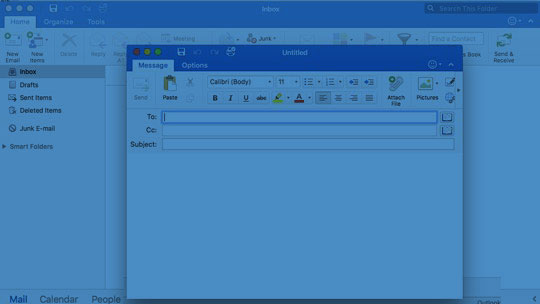 Inbox
Search This Folder
Home Organize Tools
New Email
New Items
Delete
Reply
Meeting
Junk
Find a Contact
Send & Receive
Inbox
Drafts
Sent Items
Deleted Items
Junk E-mail
Smart Folders
Mail Calendar People
Untitled
Message Options
Send
Paste
Calibri (Body) 11
B I U abc A
Attach File
Pictures
To:
Cc:
Subject: